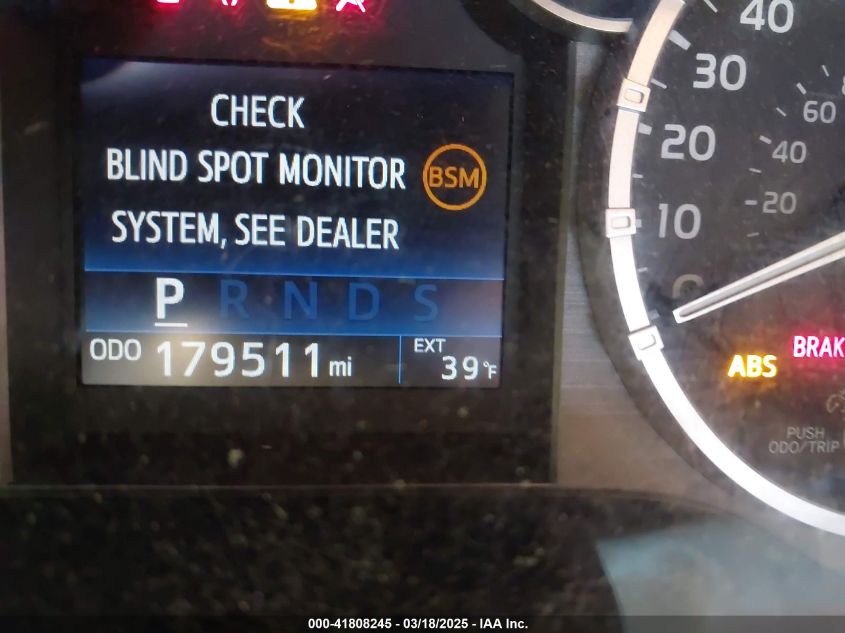 CHECK
BLIND SPOT MONITOR
BSM
SYSTEM, SEE DEALER
P R N D S
ODO 179511 mi
EXT
39°F
40
30
20
10
0
60
40
20
ABS
BRAK
PUSH
ODO/TRIP
000-41808245 - 03/18/2025 - IAA Inc.